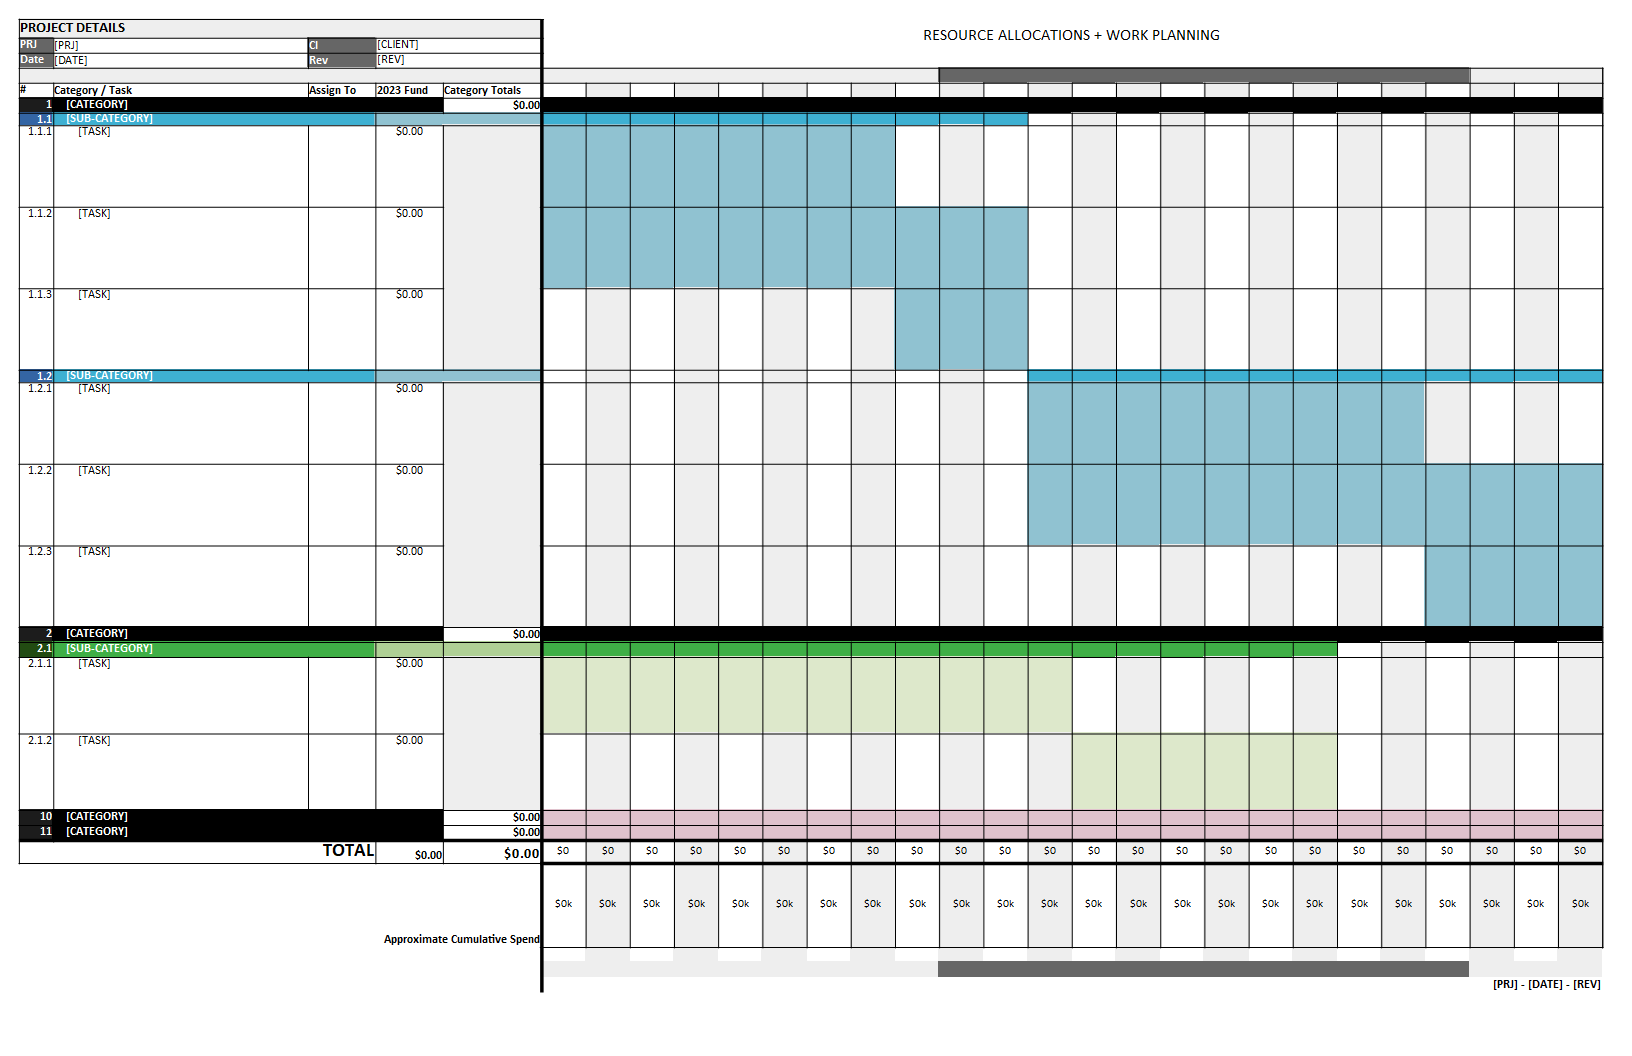 PROJECT DETAILS
RESOURCE ALLOCATIONS + WORK PLANNING
PRJ [PRJ] Cl [CLIENT]
Date [DATE] Rev [REV]
# Category / Task Assign To 2023 Fund Category Totals
1 [CATEGORY] $0.00
1.1 [SUB-CATEGORY]
1.1.1 [TASK] $0.00
1.1.2 [TASK] $0.00
1.1.3 [TASK] $0.00
1.2 [SUB-CATEGORY]
1.2.1 [TASK] $0.00
1.2.2 [TASK] $0.00
1.2.3 [TASK] $0.00
2 [CATEGORY] $0.00
2.1 [SUB-CATEGORY]
2.1.1 [TASK] $0.00
2.1.2 [TASK] $0.00
10 [CATEGORY] $0.00
11 [CATEGORY] $0.00
TOTAL $0.00 $0.00 $0 $0 $0 $0 $0 $0 $0 $0 $0 $0 $0 $0 $0 $0 $0 $0 $0 $0 $0 $0 $0 $0 $0 $0
$0k $0k $0k $0k $0k $0k $0k $0k $0k $0k $0k $0k $0k $0k $0k $0k $0k $0k $0k $0k $0k $0k $0k $0k
Approximate Cumulative Spend
[PRJ] - [DATE] - [REV]